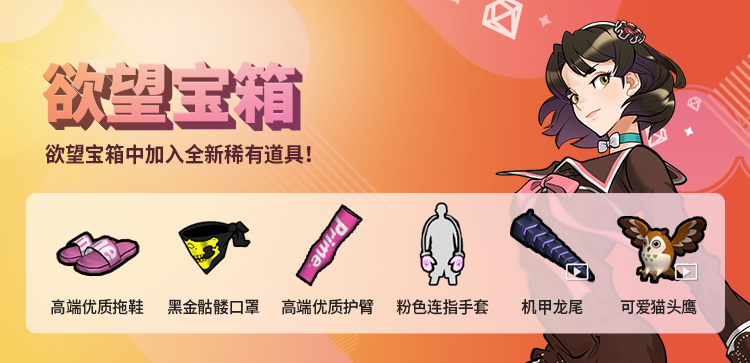 欲望宝箱
欲望宝箱中加入全新稀有道具!
Prime
高端优质拖鞋 黑金骷髅口罩 高端优质护臂 粉色连指手套 机甲龙尾 可爱猫头鹰